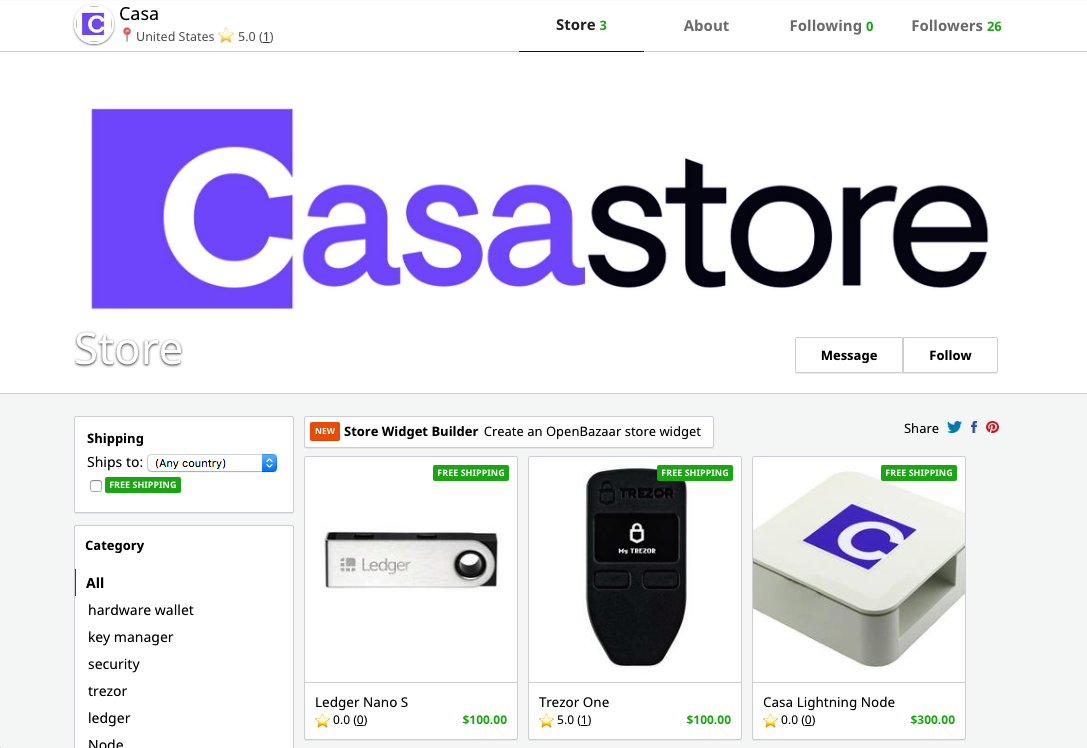 Casa
United States 5.0 (1)
Store 3
About
Following 0
Followers 26
Casastore
Store
Message
Follow
Shipping
Ships to: (Any country)
FREE SHIPPING
Category
All
hardware wallet
key manager
security
trezor
ledger
Node
NEW Store Widget Builder Create an OpenBazaar store widget
Share
FREE SHIPPING
Ledger
Ledger Nano S
0.0 (0) $100.00
FREE SHIPPING
TREZOR
My TREZOR
Trezor One
5.0 (1) $100.00
FREE SHIPPING
C
Casa Lightning Node
0.0 (0) $300.00